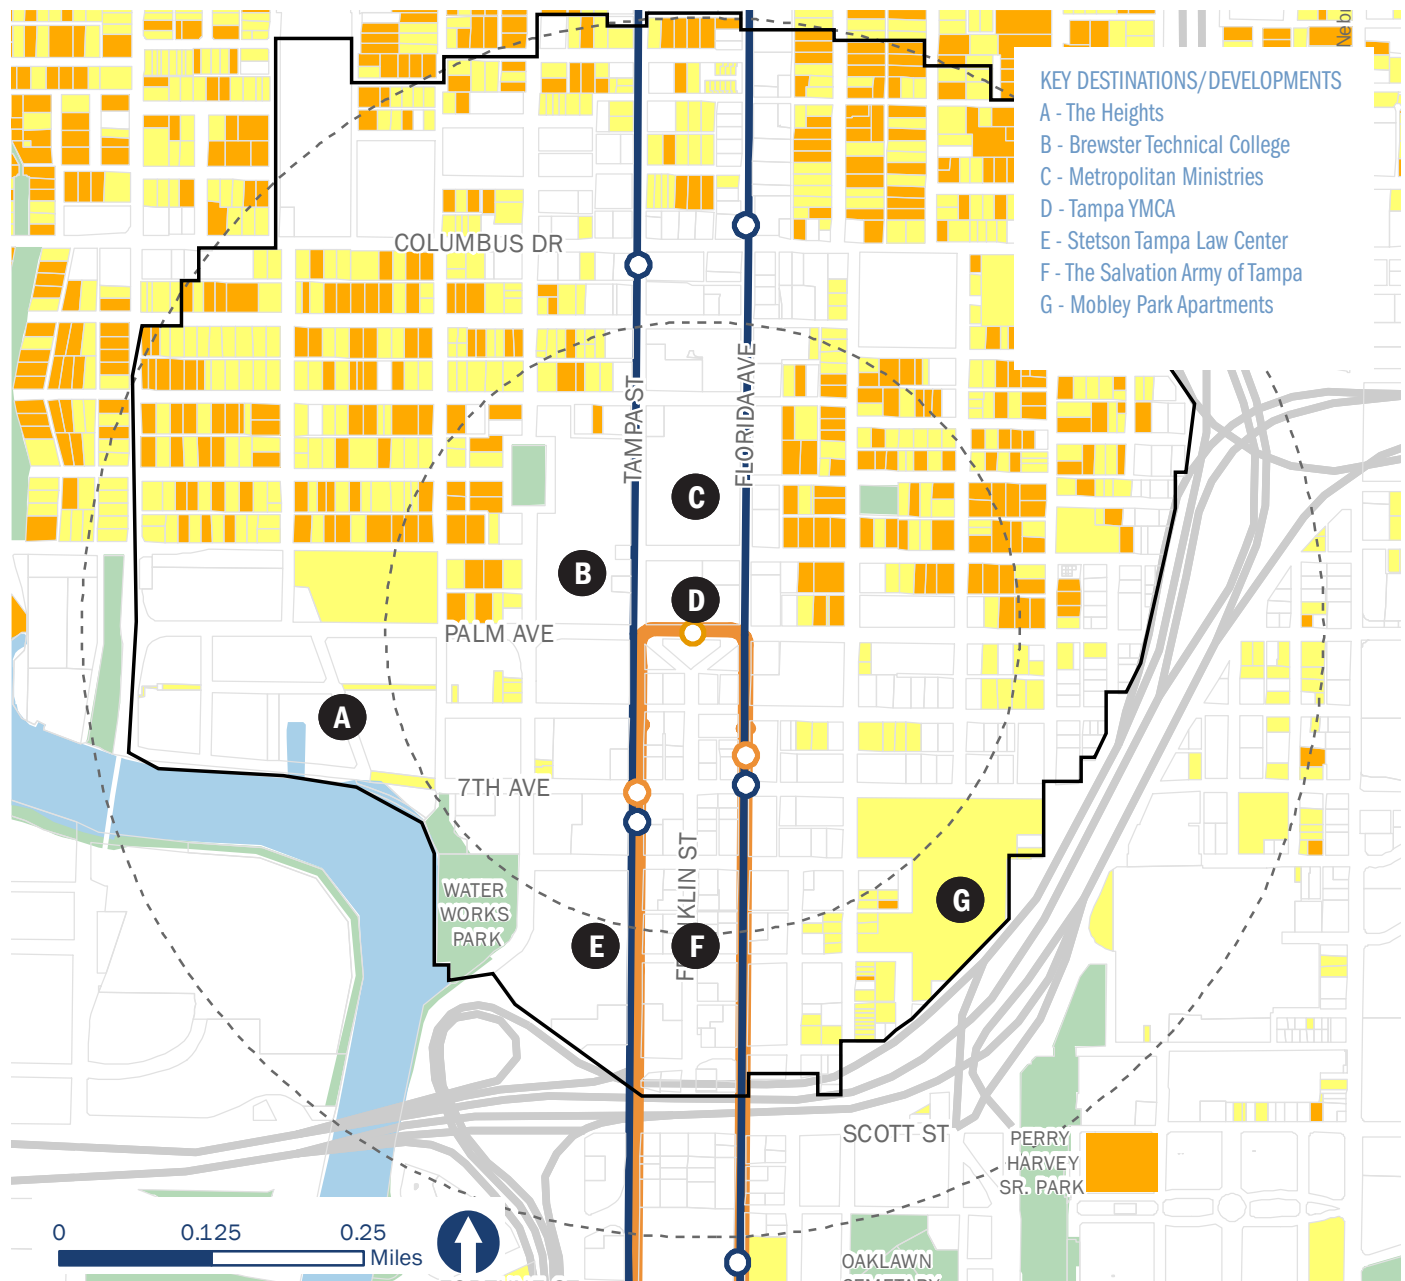 KEY DESTINATIONS/DEVELOPMENTS
A - The Heights
B - Brewster Technical College
C - Metropolitan Ministries
D - Tampa YMCA
E - Stetson Tampa Law Center
F - The Salvation Army of Tampa
G - Mobley Park Apartments
COLUMBUS DR
TAMPA ST
FLORIDA AVE
C
B
D
PALM AVE
A
7TH AVE
WATER
WORKS
PARK
G
E
F
SCOTT ST
PERRY
HARVEY
SR. PARK
0 0.125 0.25
Miles
OAKLAWN